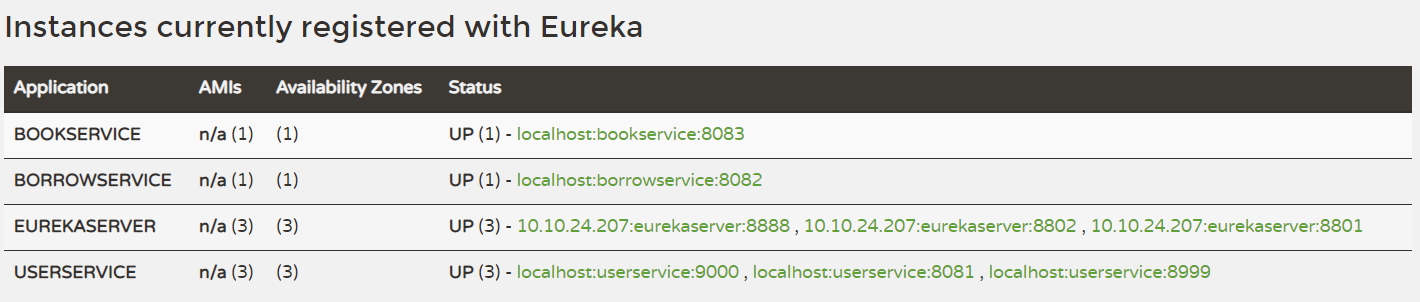 Instances currently registered with Eureka
Application AMIs Availability Zones Status
BOOKSERVICE n/a (1) (1) UP (1) - localhost:bookservice:8083
BORROWSERVICE n/a (1) (1) UP (1) - localhost:borrowservice:8082
EUREKASERVER n/a (3) (3) UP (3) - 10.10.24.207:eurekaserver:8888 , 10.10.24.207:eurekaserver:8802 , 10.10.24.207:eurekaserver:8801
USERSERVICE n/a (3) (3) UP (3) - localhost:userservice:9000 , localhost:userservice:8081 , localhost:userservice:8999